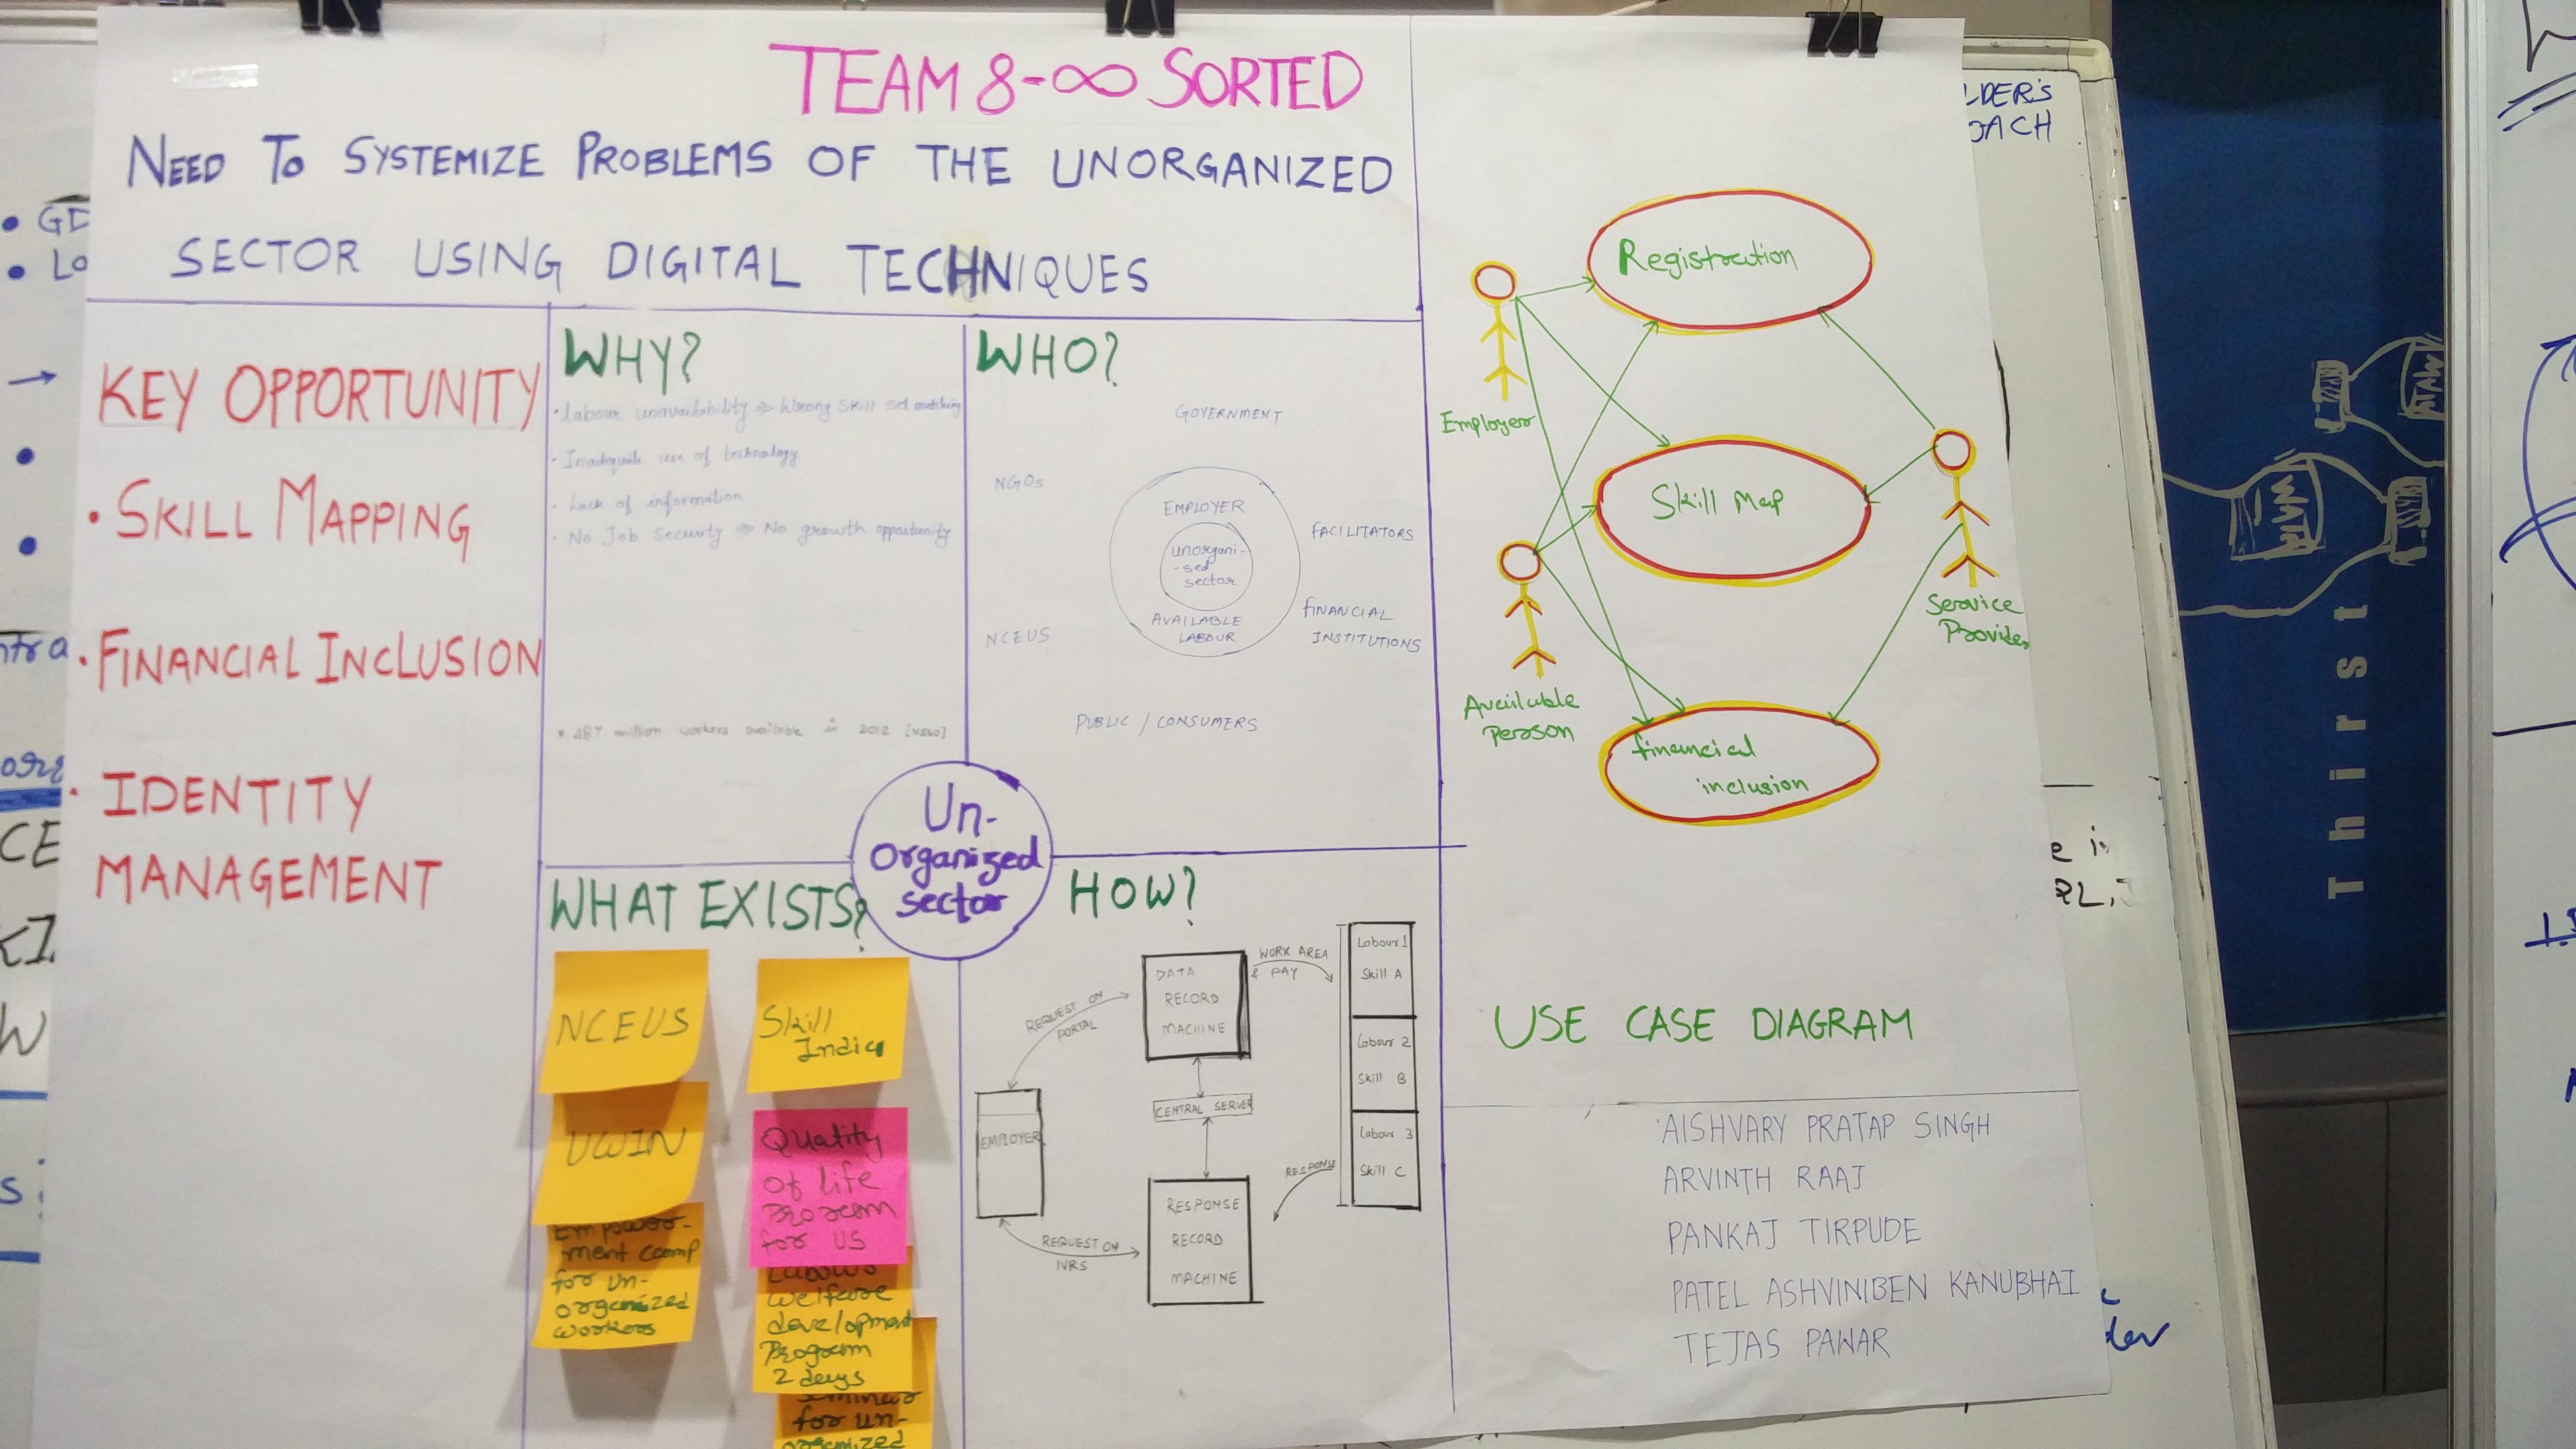 TEAM 8-∞ SORTED
NEED TO SYSTEMIZE PROBLEMS OF THE UNORGANIZED
SECTOR USING DIGITAL TECHNIQUES
KEY OPPORTUNITY
• SKILL MAPPING
• FINANCIAL INCLUSION
• IDENTITY
MANAGEMENT
WHY?
• Labour unavailability ⇒ Wrong Skill Set matching
• Inadequate use of technology
• Lack of information
• No Job Security ⇒ No growth opportunity
* 487 million workers available in 2012 [NSSO]
WHO?
GOVERNMENT
NGOs
EMPLOYER
FACILITATORS
unorgani-
-sed
sector
FINANCIAL
INSTITUTIONS
AVAILABLE
LABOUR
NCEUS
PUBLIC / CONSUMERS
Un-
Organized
sector
WHAT EXISTS?
NCEUS
UWIN
Empower-
ment camp
for un-
organized
workers
Skill
India
Quality
of life
Program
for US
Labour
welfare
development
Program
2 days
Seminar
for un-
organized
HOW?
DATA
RECORD
MACHINE
WORK AREA
& PAY
REQUEST ON
PORTAL
EMPLOYER
CENTRAL SERVER
RESPONSE
RECORD
MACHINE
REQUEST ON
IVRS
RESPONSE
Labour 1
Skill A
Labour 2
Skill B
Labour 3
Skill C
Registration
Employer
Skill Map
Service
Provider
Available
Person
financial
inclusion
USE CASE DIAGRAM
AISHVARY PRATAP SINGH
ARVINTH RAAJ
PANKAJ TIRPUDE
PATEL ASHVINIBEN KANUBHAI
TEJAS PAWAR
Thirst